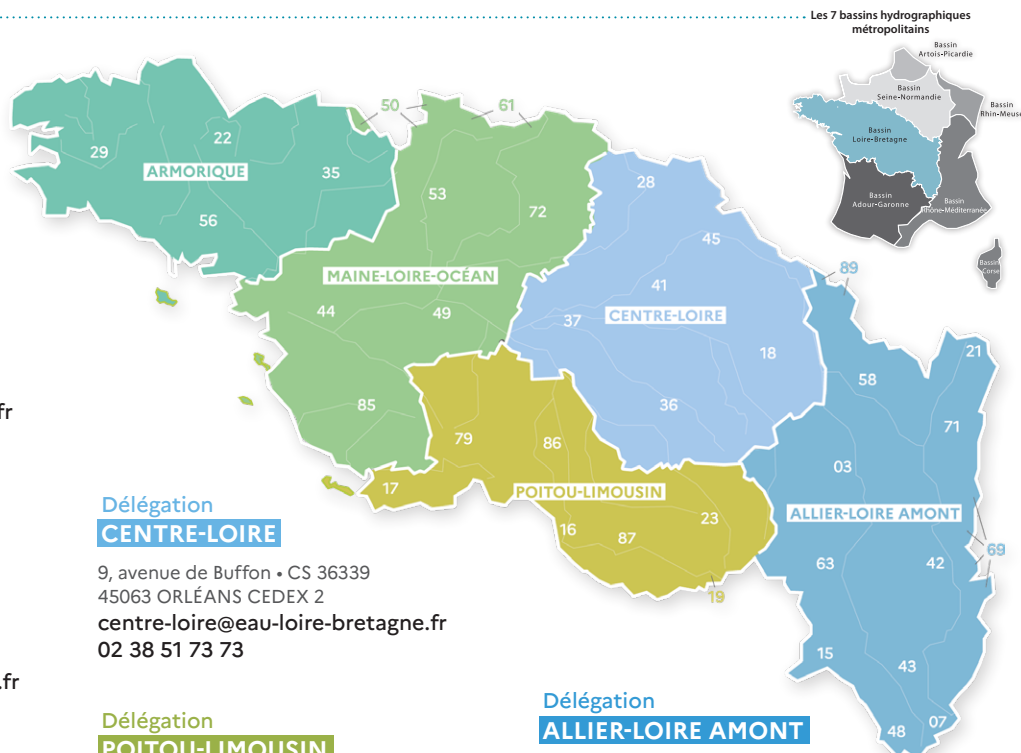 Les 7 bassins hydrographiques
métropolitains
Bassin
Artois-Picardie
Bassin
Seine-Normandie
Bassin
Rhin-Meuse
Bassin
Loire-Bretagne
Bassin
Adour-Garonne
Bassin
Rhône-Méditerranée
Bassin
Corse
50
61
22
29
ARMORIQUE
35
53
28
56
72
45
MAINE-LOIRE-OCÉAN
89
41
44
49
37
CENTRE-LOIRE
18
21
58
36
85
71
fr
79
86
03
17
POITOU-LIMOUSIN
23
ALLIER-LOIRE AMONT
16
87
69
63
42
19
15
43
48
07
Délégation
CENTRE-LOIRE
9, avenue de Buffon • CS 36339
45063 ORLÉANS CEDEX 2
centre-loire@eau-loire-bretagne.fr
02 38 51 73 73
.fr
Délégation
POITOU-LIMOUSIN
Délégation
ALLIER-LOIRE AMONT